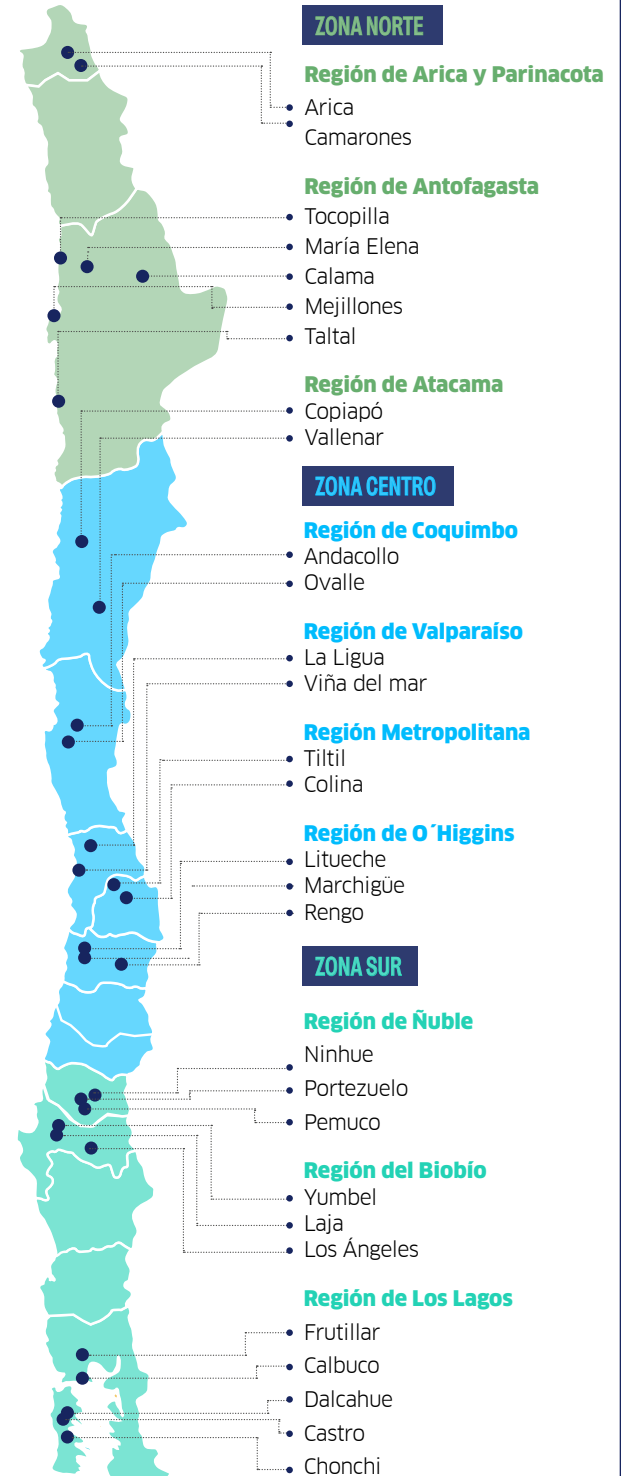 ZONA NORTE
Región de Arica y Parinacota
Arica
Camarones
Región de Antofagasta
Tocopilla
María Elena
Calama
Mejillones
Taltal
Región de Atacama
Copiapó
Vallenar
ZONA CENTRO
Región de Coquimbo
Andacollo
Ovalle
Región de Valparaíso
La Ligua
Viña del mar
Región Metropolitana
Tiltil
Colina
Región de O´Higgins
Litueche
Marchigüe
Rengo
ZONA SUR
Región de Ñuble
Ninhue
Portezuelo
Pemuco
Región del Biobío
Yumbel
Laja
Los Ángeles
Región de Los Lagos
Frutillar
Calbuco
Dalcahue
Castro
Chonchi